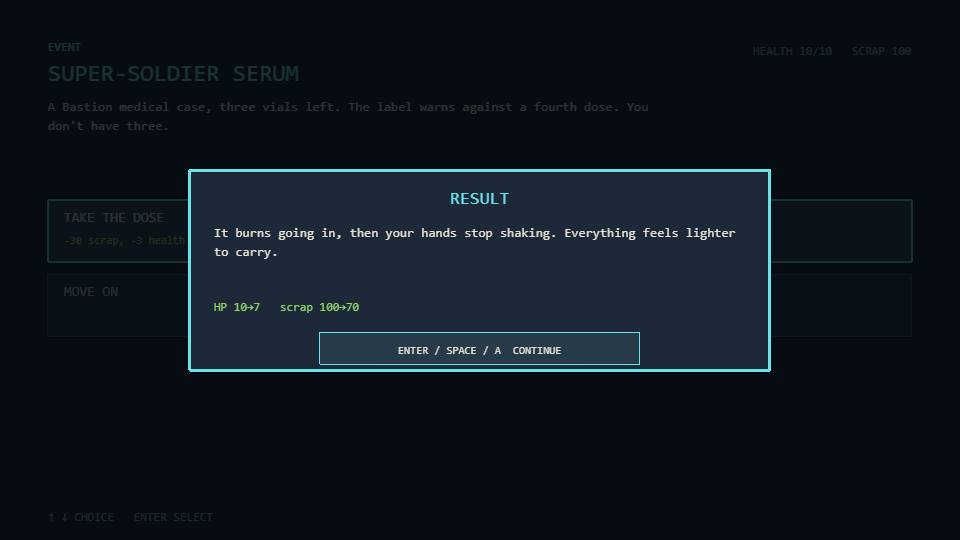 EVENT
HEALTH 10/10 SCRAP 100
SUPER-SOLDIER SERUM
A Bastion medical case, three vials left. The label warns against a fourth dose. You
don't have three.
RESULT
It burns going in, then your hands stop shaking. Everything feels lighter
to carry.
HP 10→7 scrap 100→70
ENTER / SPACE / A CONTINUE
TAKE THE DOSE
-30 scrap, -3 health
MOVE ON
↑ ↓ CHOICE ENTER SELECT